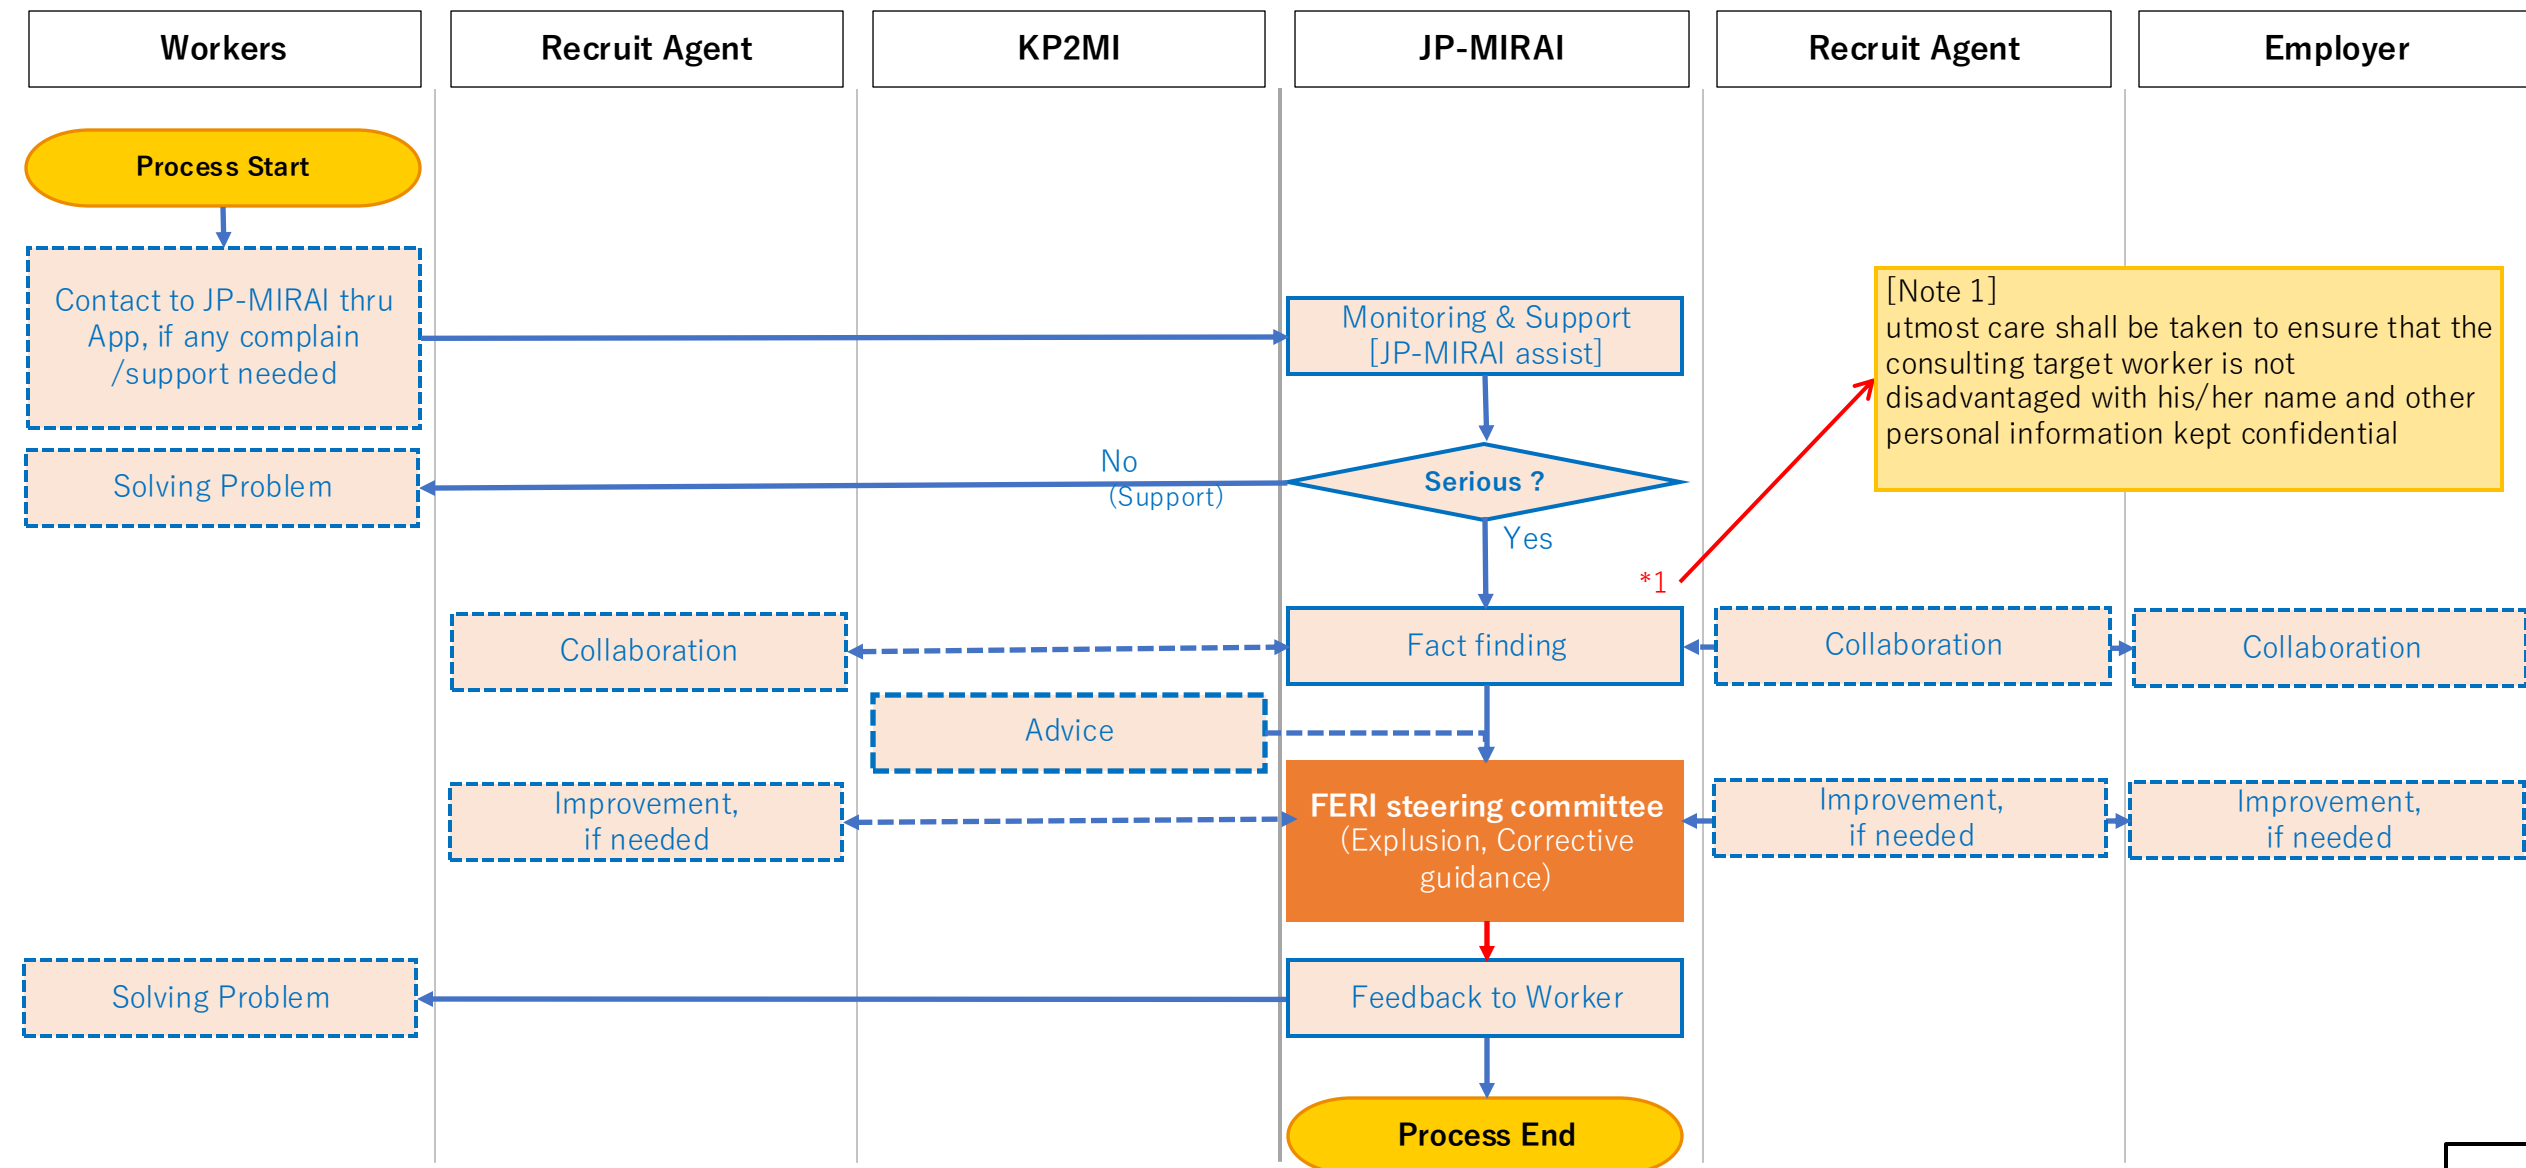 Workers
Recruit Agent
KP2MI
JP-MIRAI
Recruit Agent
Employer
Process Start
Contact to JP-MIRAI thru
App, if any complain
/support needed
Monitoring & Support
[JP-MIRAI assist]
[Note 1]
utmost care shall be taken to ensure that the
consulting target worker is not
disadvantaged with his/her name and other
personal information kept confidential
Solving Problem
No
(Support)
Serious ?
Yes
*1
Collaboration
Fact finding
Collaboration
Collaboration
Advice
Improvement,
if needed
FERI steering committee
(Explusion, Corrective
guidance)
Improvement,
if needed
Improvement,
if needed
Solving Problem
Feedback to Worker
Process End